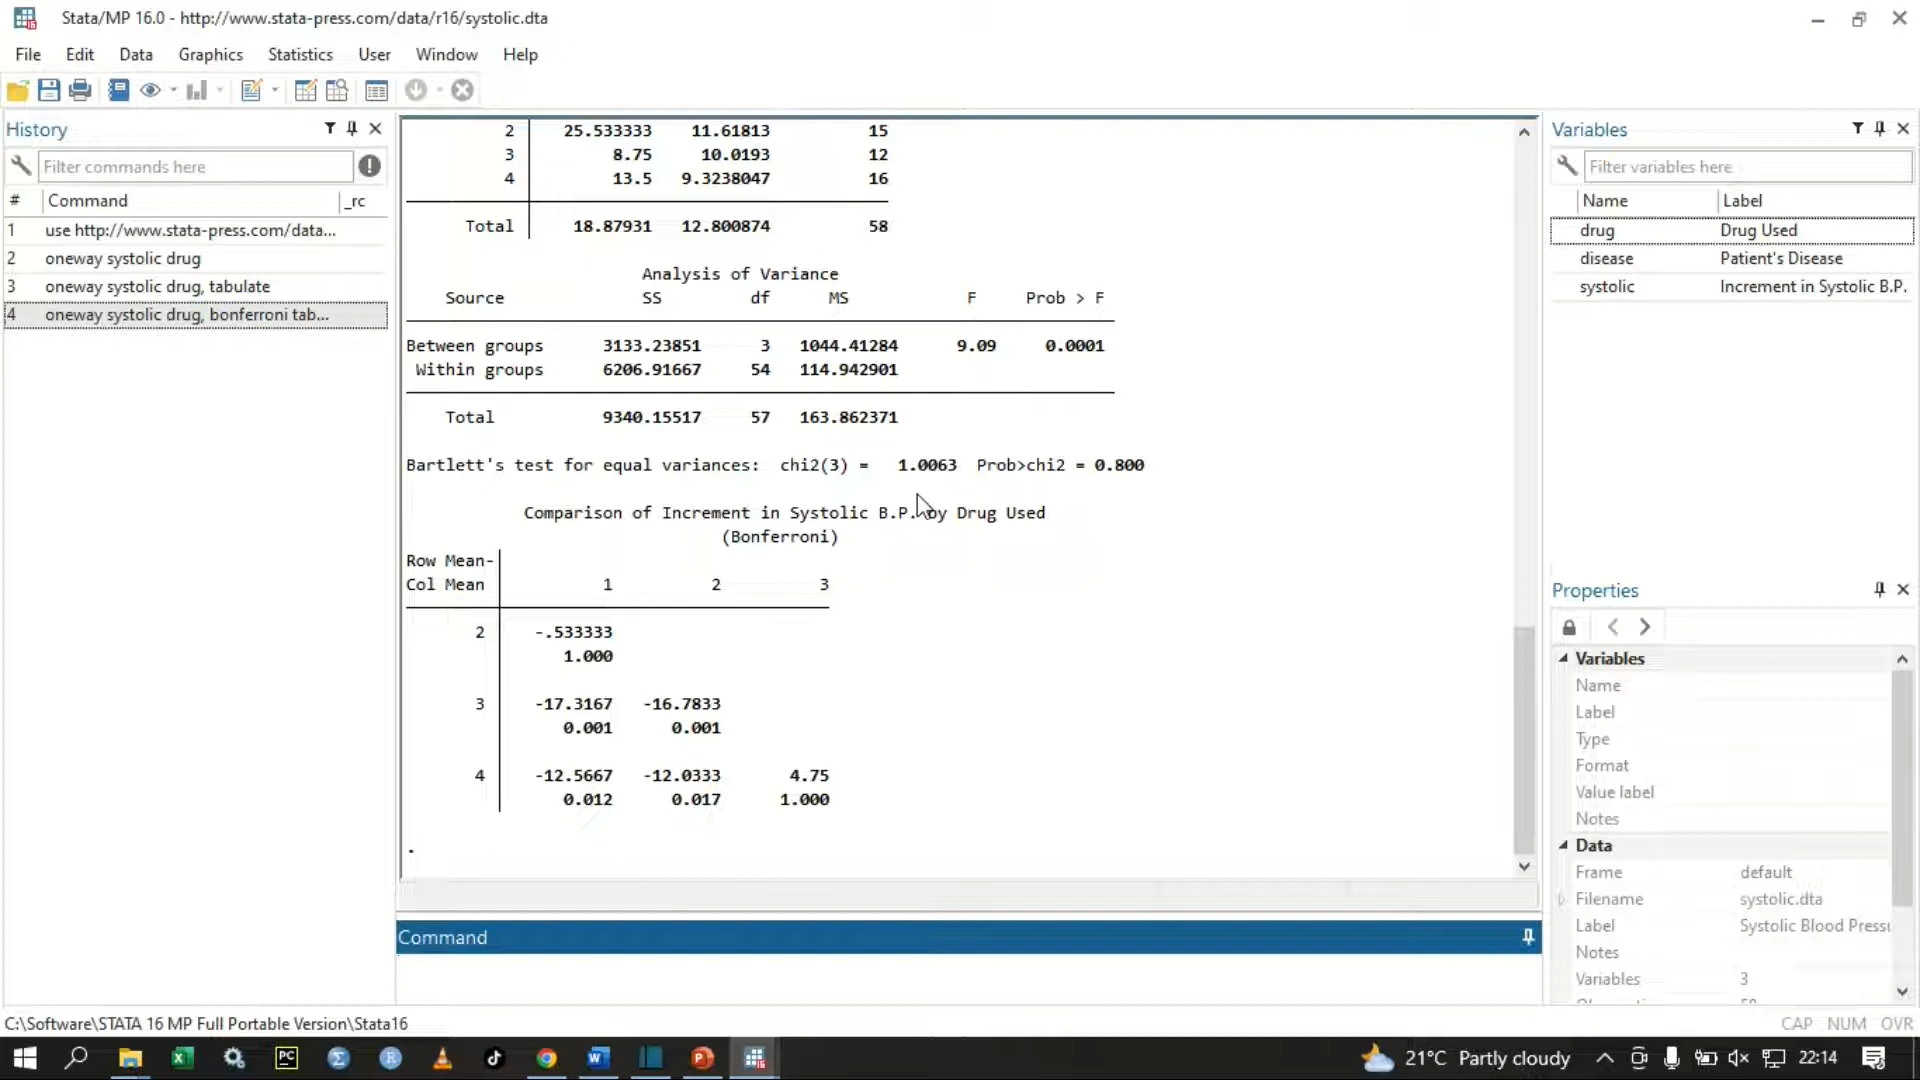 Stata/MP 16.0 - http://www.stata-press.com/data/r16/systolic.dta
File Edit Data Graphics Statistics User Window Help
History
Filter commands here
# Command _rc
1 use http://www.stata-press.com/data...
2 oneway systolic drug
3 oneway systolic drug, tabulate
4 oneway systolic drug, bonferroni tab...
2 25.533333 11.61813 15
3 8.75 10.0193 12
4 13.5 9.3238047 16
Total 18.87931 12.800874 58
Analysis of Variance
Source SS df MS F Prob > F
Between groups 3133.23851 3 1044.41284 9.09 0.0001
Within groups 6206.91667 54 114.942901
Total 9340.15517 57 163.862371
Bartlett's test for equal variances: chi2(3) = 1.0063 Prob>chi2 = 0.800
Comparison of Increment in Systolic B.P. by Drug Used
(Bonferroni)
Row Mean-
Col Mean 1 2 3
2 -.533333
1.000
3 -17.3167 -16.7833
0.001 0.001
4 -12.5667 -12.0333 4.75
0.012 0.017 1.000
.
Command
Variables
Filter variables here
Name Label
drug Drug Used
disease Patient's Disease
systolic Increment in Systolic B.P.
Properties
Variables
Name
Label
Type
Format
Value label
Notes
Data
Frame default
Filename systolic.dta
Label Systolic Blood
Notes
Variables 3
C:\Software\STATA 16 MP Full Portable Version\Stata16
CAP NUM OVR
PC
21°C Partly cloudy
22:14